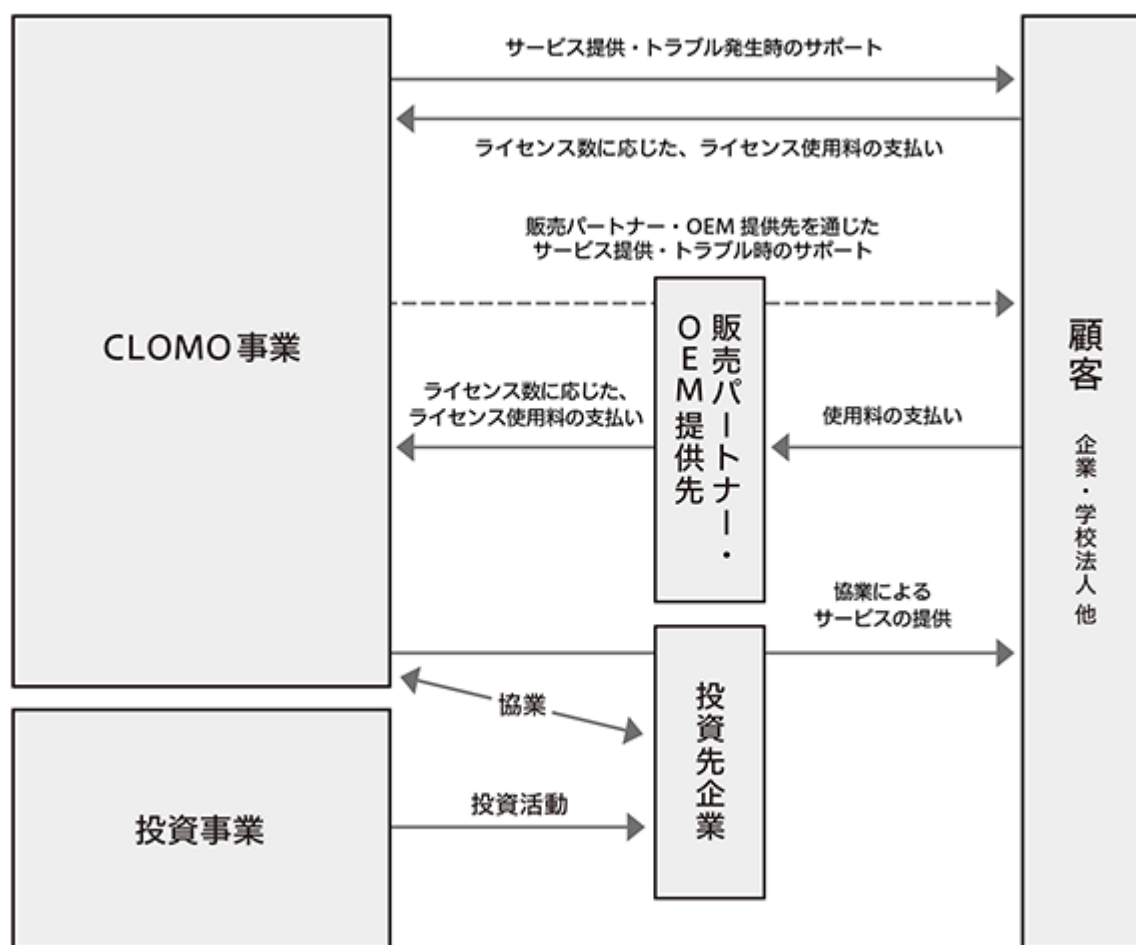 サービス提供・トラブル発生時のサポート
ライセンス数に応じた、ライセンス使用料の支払い
販売パートナー・OEM 提供先を通じた
サービス提供・トラブル時のサポート
CLOMO事業
販売パートナー・
OEM提供先
顧客 企業・学校法人 他
ライセンス数に応じた、
ライセンス使用料の支払い
使用料の支払い
協業による
サービスの提供
協業
投資先企業
投資事業
投資活動